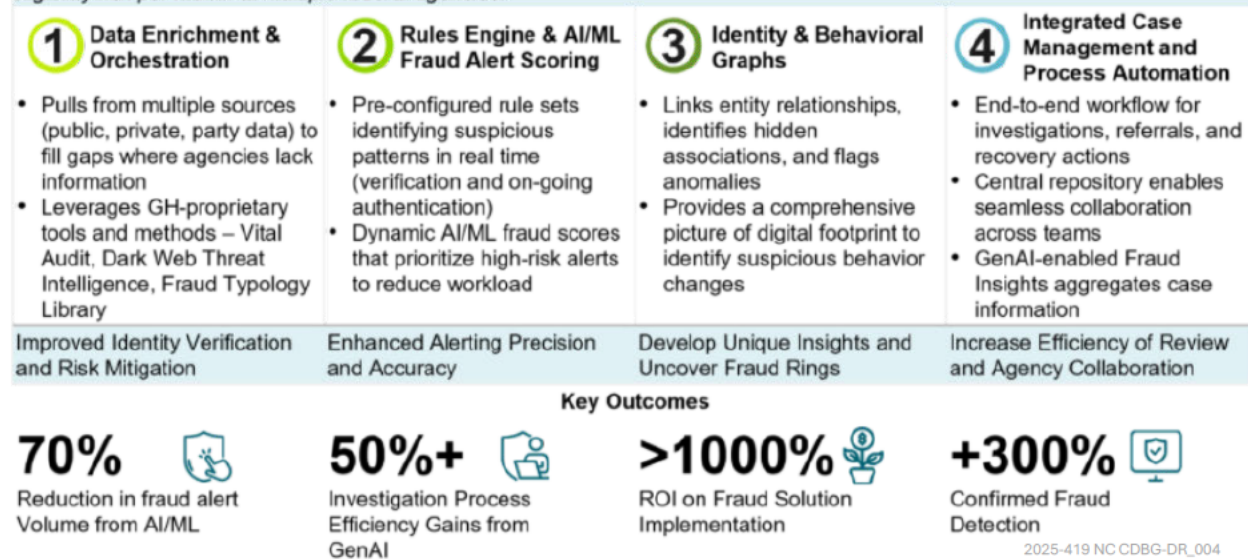 1
Data Enrichment &
Orchestration
• Pulls from multiple sources
(public, private, party data) to
fill gaps where agencies lack
information
• Leverages GH-proprietary
tools and methods – Vital
Audit, Dark Web Threat
Intelligence, Fraud Typology
Library
Improved Identity Verification
and Risk Mitigation
2
Rules Engine & AI/ML
Fraud Alert Scoring
• Pre-configured rule sets
identifying suspicious
patterns in real time
(verification and on-going
authentication)
• Dynamic AI/ML fraud scores
that prioritize high-risk alerts
to reduce workload
Enhanced Alerting Precision
and Accuracy
3
Identity & Behavioral
Graphs
• Links entity relationships,
identifies hidden
associations, and flags
anomalies
• Provides a comprehensive
picture of digital footprint to
identify suspicious behavior
changes
Develop Unique Insights and
Uncover Fraud Rings
4
Integrated Case
Management and
Process Automation
• End-to-end workflow for
investigations, referrals, and
recovery actions
• Central repository enables
seamless collaboration
across teams
• GenAI-enabled Fraud
Insights aggregates case
information
Increase Efficiency of Review
and Agency Collaboration
Key Outcomes
70%
Reduction in fraud alert
Volume from AI/ML
50%+
Investigation Process
Efficiency Gains from
GenAI
>1000%
ROI on Fraud Solution
Implementation
+300%
Confirmed Fraud
Detection
2025-419 NC CDBG-DR_004